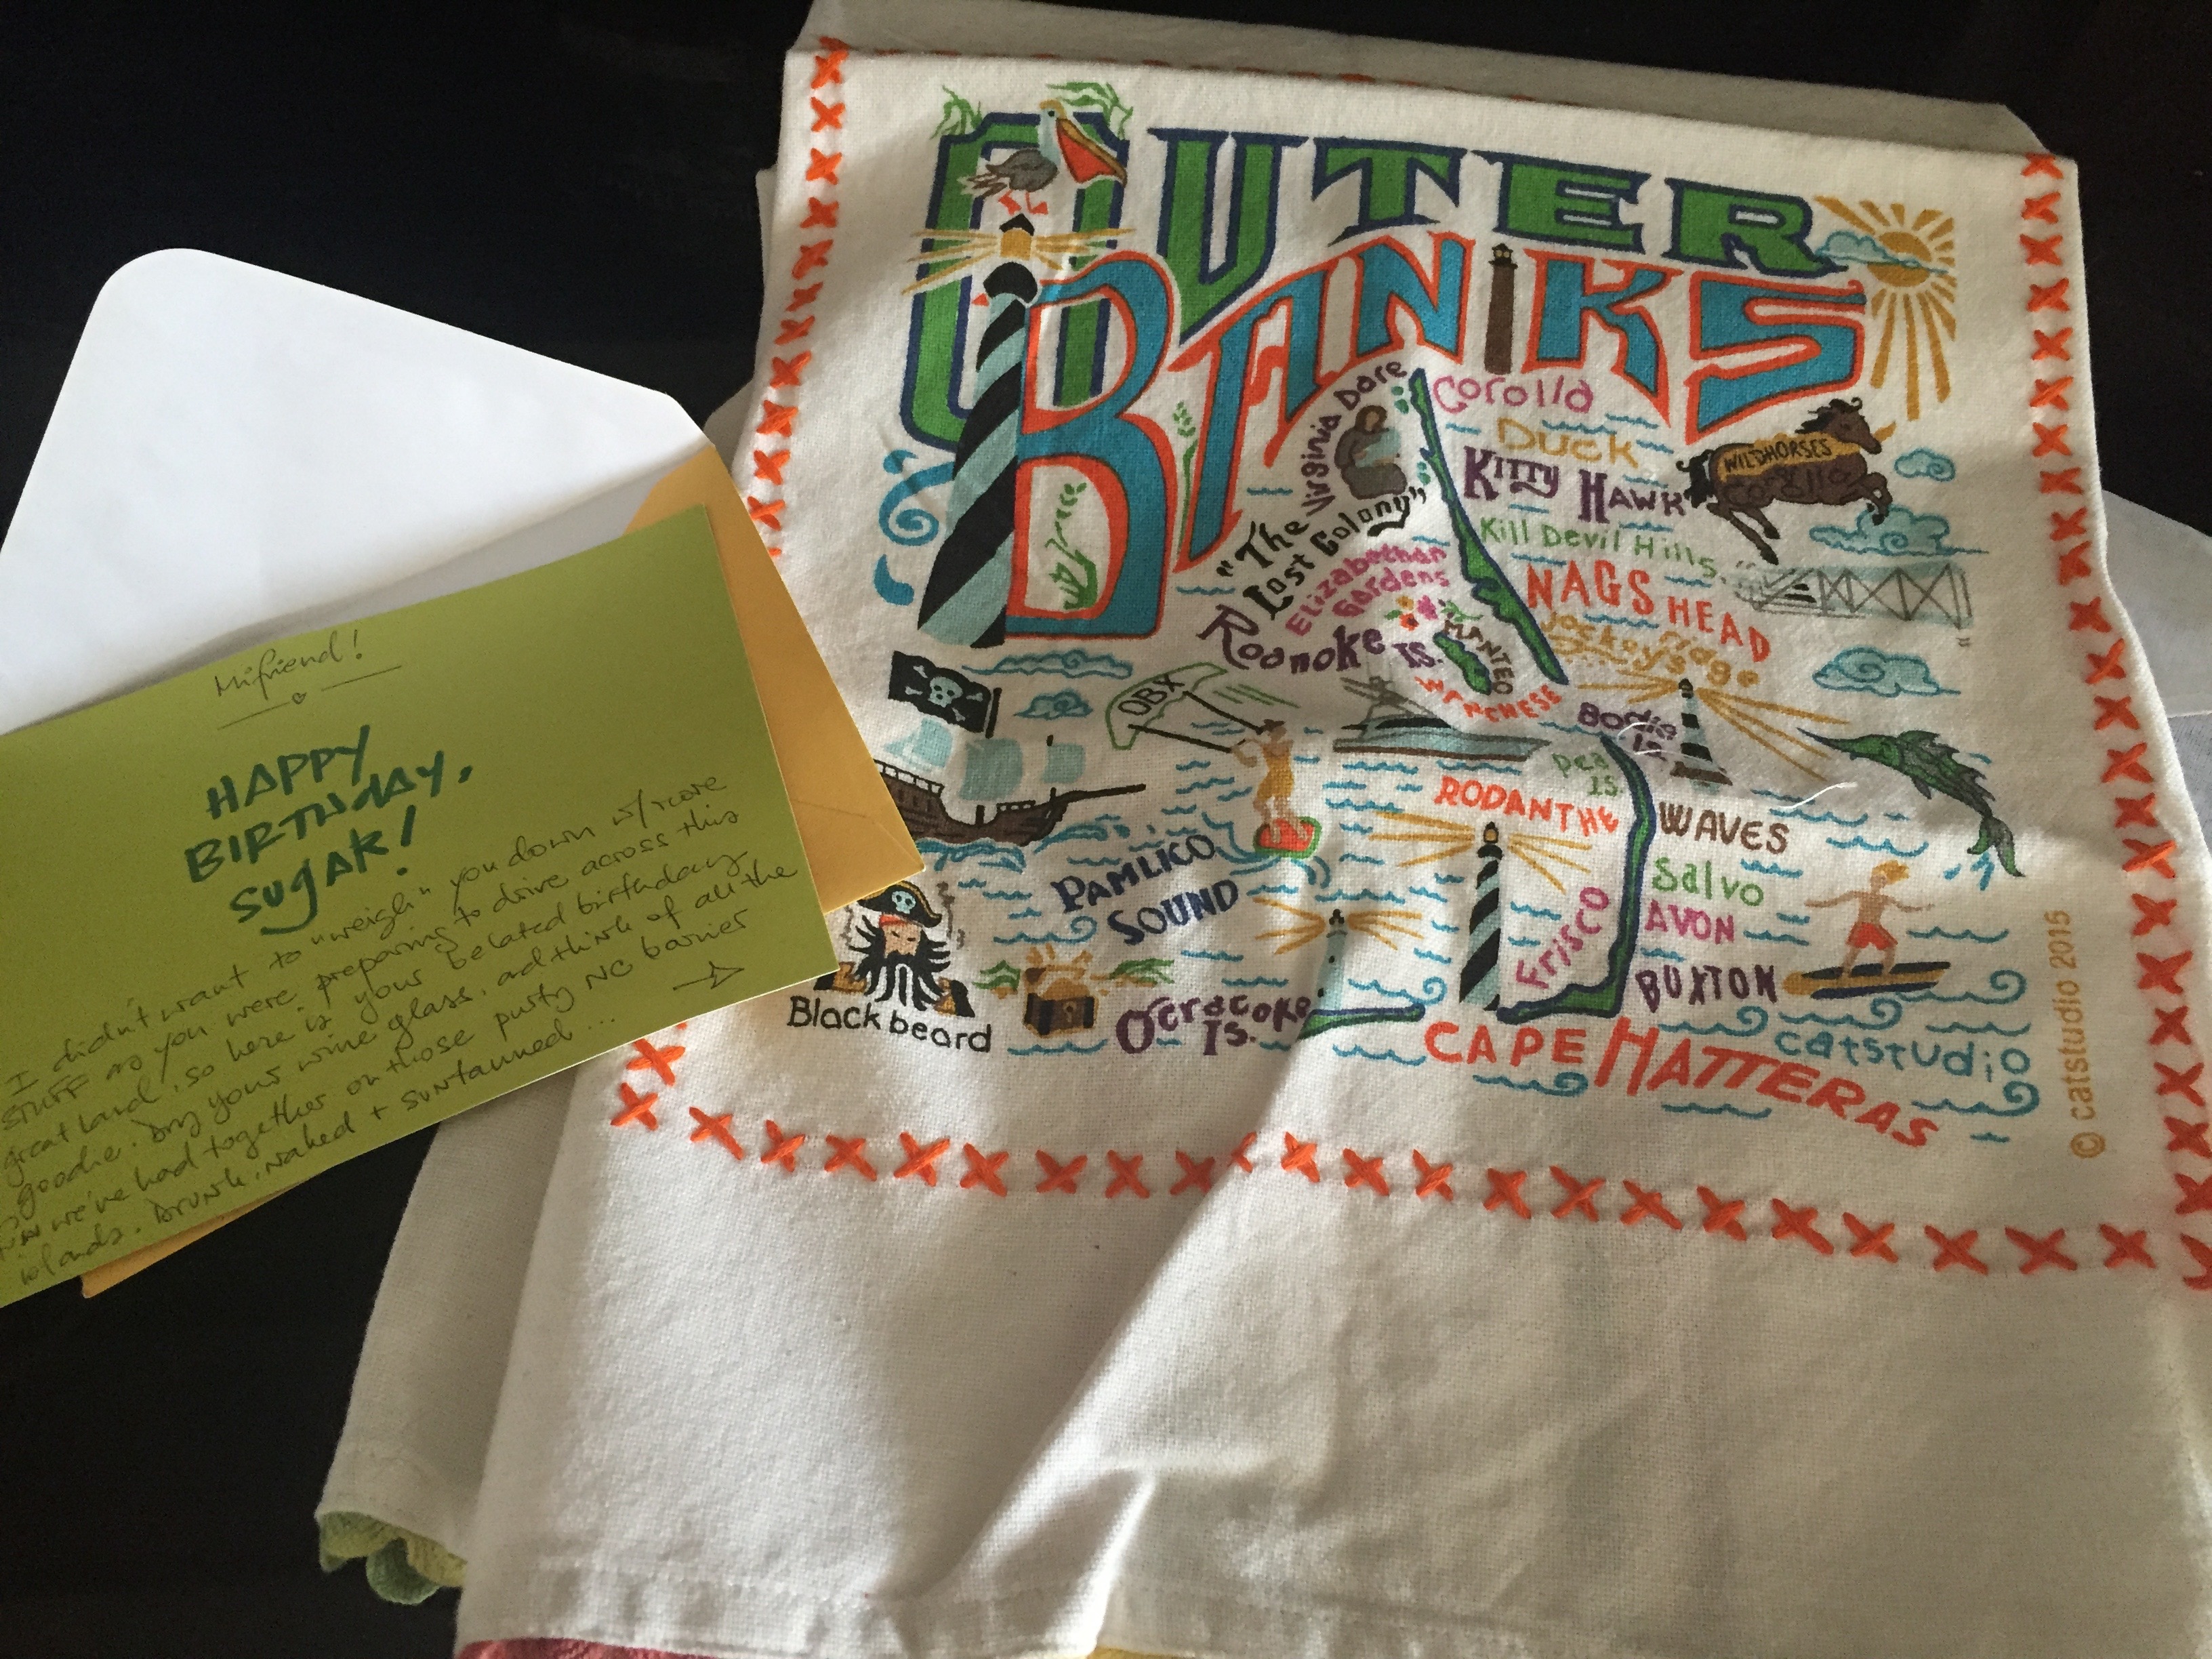 Mifriend!
HAPPY
BIRTHDAY,
SUGAR!
I didn't want to "weigh" you down w/more
STUFF as you were preparing to drive across this
great land, so here is your belated birthday
goodie. Dry your wine glass, and think of all the
fun we've had together on those purty NC barrier
islands. Drunk, naked + suntanned...
OUTER
BANKS
Corolla
Duck
Kitty Hawk
WILDHORSES
COROLLA
Kill Devil Hills
NAGS HEAD
Jockey's Ridge
Virginia Dare
"The
Lost Colony"
Elizabethan
Gardens
Roanoke Is.
MANTEO
WANCHESE
Bodie
Is.
OBX
Pea
Is.
RODANTHE
WAVES
Salvo
AVON
BUXTON
Frisco
PAMLICO
SOUND
Blackbeard
Ocracoke
Is.
CAPE HATTERAS
catstudio
© catstudio 2015